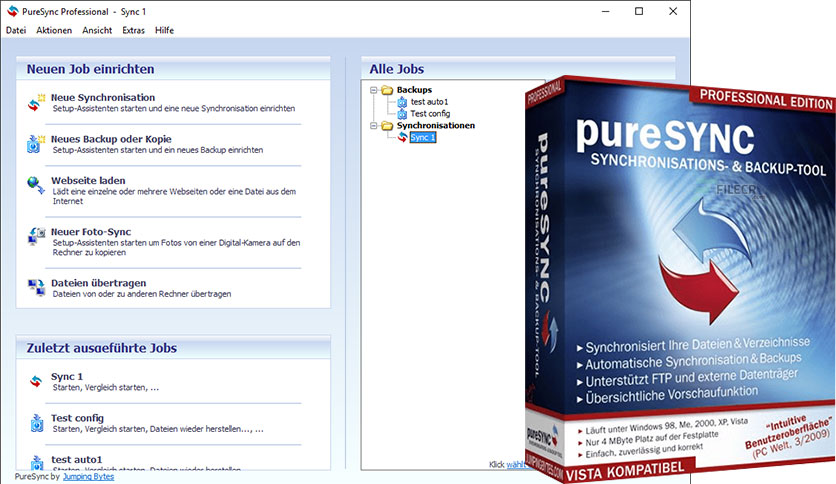 PureSync Professional - Sync 1
Datei Aktionen Ansicht Extras Hilfe
Neuen Job einrichten
Neue Synchronisation
Setup-Assistenten starten und eine neue Synchronisation einrichten
Neues Backup oder Kopie
Setup-Assistenten starten und ein neues Backup einrichten
Webseite laden
Lädt eine einzelne oder mehrere Webseiten oder eine Datei aus dem
Internet
Neuer Foto-Sync
Setup-Assistenten starten um Fotos von einer Digital-Kamera auf den
Rechner zu kopieren
Dateien übertragen
Dateien von oder zu anderen Rechner übertragen
Zuletzt ausgeführte Jobs
Sync 1
Starten, Vergleich starten, ...
Test config
Starten, Vergleich starten, Dateien wieder herstellen..., ...
test auto1
Starten, Vergleich starten, Dateien wieder herstellen..., ...
PureSync by Jumping Bytes
Alle Jobs
Backups
test auto1
Test config
Synchronisationen
Sync 1
Klick
PROFESSIONAL
PROFESSIONAL EDITION
pureSYNC
SYNCHRONISATIONS- & BACKUP-TOOL
FILECR
Synchronisiert Ihre Dateien & Verzeichnisse
Automatische Synchronisation & Backups
Unterstützt FTP und externe Datenträger
Übersichtliche Vorschaufunktion
Läuft unter Windows 98, Me, 2000, XP, Vista
Nur 4 MByte Platz auf der Festplatte
Einfach, zuverlässig und korrekt
"Intuitive
Benutzeroberfläche"
(PC Welt, 3/2009)
VISTA KOMPATIBEL
pureSYNC
SYNCHRONISATIONS- & BACKUP-TOOL
pureSYNC
JUMPINGBYTES.COM